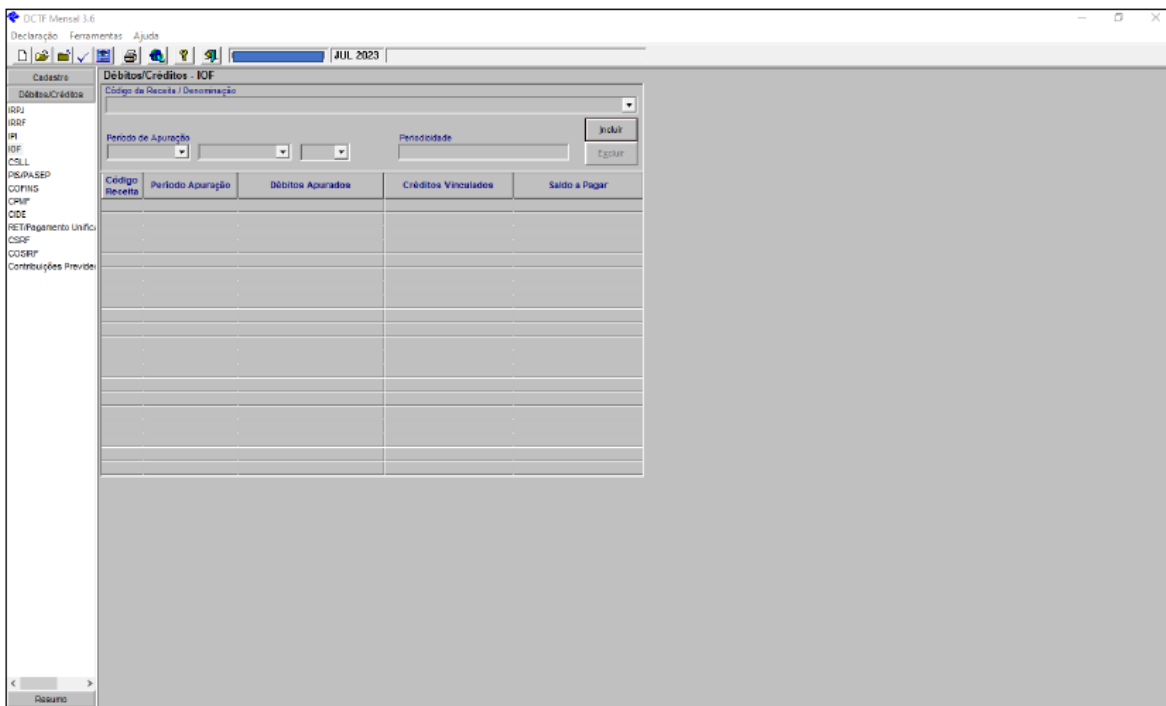 DCTF Mensal 3.6
Declaração Ferramentas Ajuda
JUL 2023
Cadastro
Débitos/Créditos
IRPJ
IRRF
IPI
IOF
CSLL
PIS/PASEP
COFINS
CPMF
CIDE
RET/Pagamento Unific
CSRF
COSIRF
Contribuições Previde
Resumo
Débitos/Créditos - IOF
Código da Receita / Denominação
Incluir
Período de Apuração Periodicidade
Excluir
Código Receita Período Apuração Débitos Apurados Créditos Vinculados Saldo a Pagar